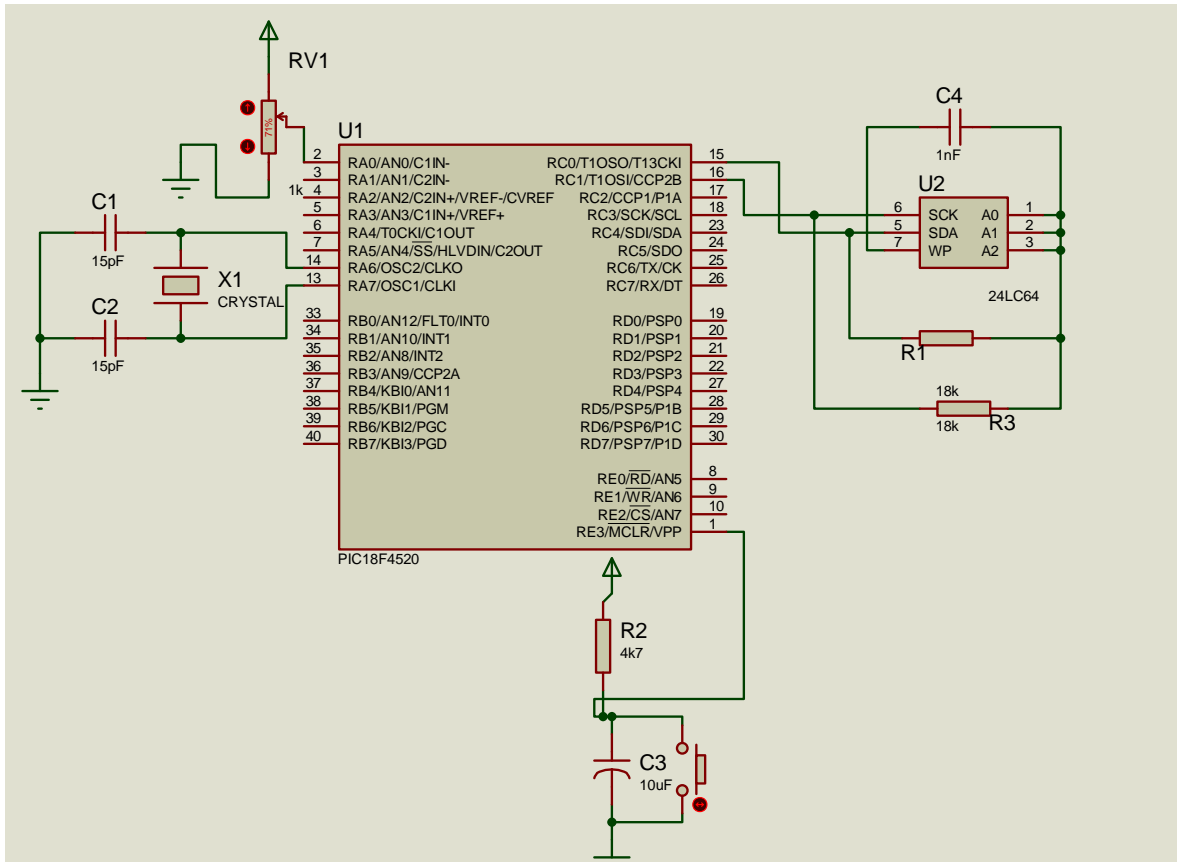 RV1
71%
1k
C1
15pF
X1
CRYSTAL
C2
15pF
U1
2 RA0/AN0/C1IN-
3 RA1/AN1/C2IN-
4 RA2/AN2/C2IN+/VREF-/CVREF
5 RA3/AN3/C1IN+/VREF+
6 RA4/T0CKI/C1OUT
7 RA5/AN4/SS/HLVDIN/C2OUT
14 RA6/OSC2/CLKO
13 RA7/OSC1/CLKI
33 RB0/AN12/FLT0/INT0
34 RB1/AN10/INT1
35 RB2/AN8/INT2
36 RB3/AN9/CCP2A
37 RB4/KBI0/AN11
38 RB5/KBI1/PGM
39 RB6/KBI2/PGC
40 RB7/KBI3/PGD
RC0/T1OSO/T13CKI 15
RC1/T1OSI/CCP2B 16
RC2/CCP1/P1A 17
RC3/SCK/SCL 18
RC4/SDI/SDA 23
RC5/SDO 24
RC6/TX/CK 25
RC7/RX/DT 26
RD0/PSP0 19
RD1/PSP1 20
RD2/PSP2 21
RD3/PSP3 22
RD4/PSP4 27
RD5/PSP5/P1B 28
RD6/PSP6/P1C 29
RD7/PSP7/P1D 30
RE0/RD/AN5 8
RE1/WR/AN6 9
RE2/CS/AN7 10
RE3/MCLR/VPP 1
PIC18F4520
C4
1nF
U2
6 SCK A0 1
5 SDA A1 2
7 WP A2 3
24LC64
R1
18k
R3
18k
R2
4k7
C3
10uF